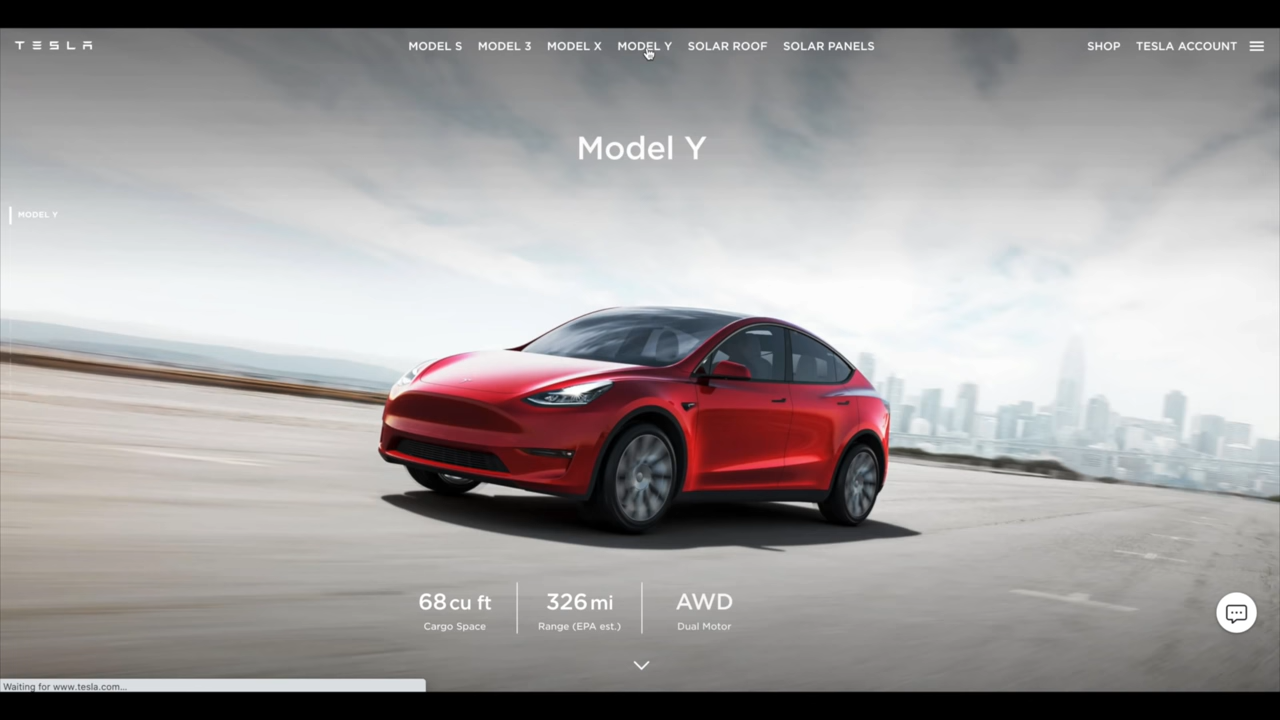 TESLA MODEL S MODEL 3 MODEL X MODEL Y SOLAR ROOF SOLAR PANELS SHOP TESLA ACCOUNT
Model Y
MODEL Y
68 cu ft 326 mi AWD
Cargo Space Range (EPA est.) Dual Motor
Waiting for www.tesla.com...